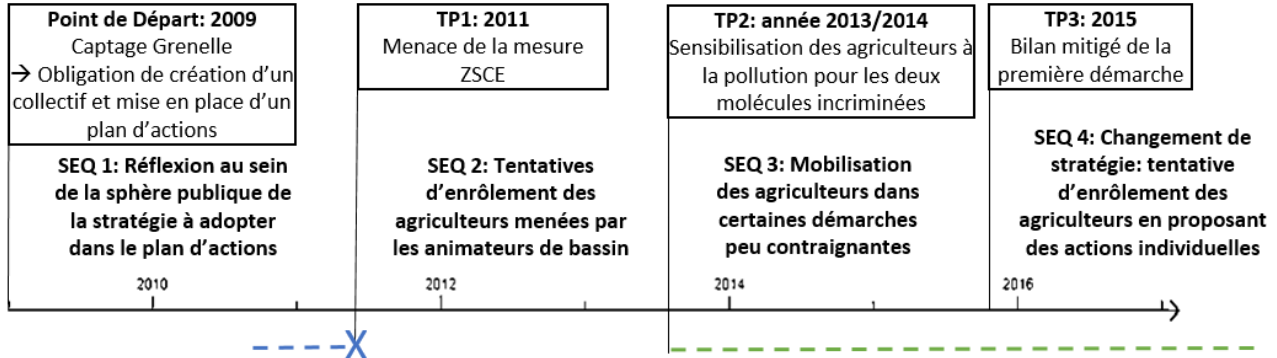 Point de Départ: 2009
Captage Grenelle
→ Obligation de création d’un
collectif et mise en place d’un
plan d’actions
TP1: 2011
Menace de la mesure
ZSCE
TP2: année 2013/2014
Sensibilisation des agriculteurs à
la pollution pour les deux
molécules incriminées
TP3: 2015
Bilan mitigé de la
première démarche
SEQ 1: Réflexion au sein
de la sphère publique de
la stratégie à adopter
dans le plan d’actions
SEQ 2: Tentatives
d’enrôlement des
agriculteurs menées par
les animateurs de bassin
SEQ 3: Mobilisation
des agriculteurs dans
certaines démarches
peu contraignantes
SEQ 4: Changement de
stratégie: tentative
d’enrôlement des
agriculteurs en proposant
des actions individuelles
2010
2012
2014
2016
X